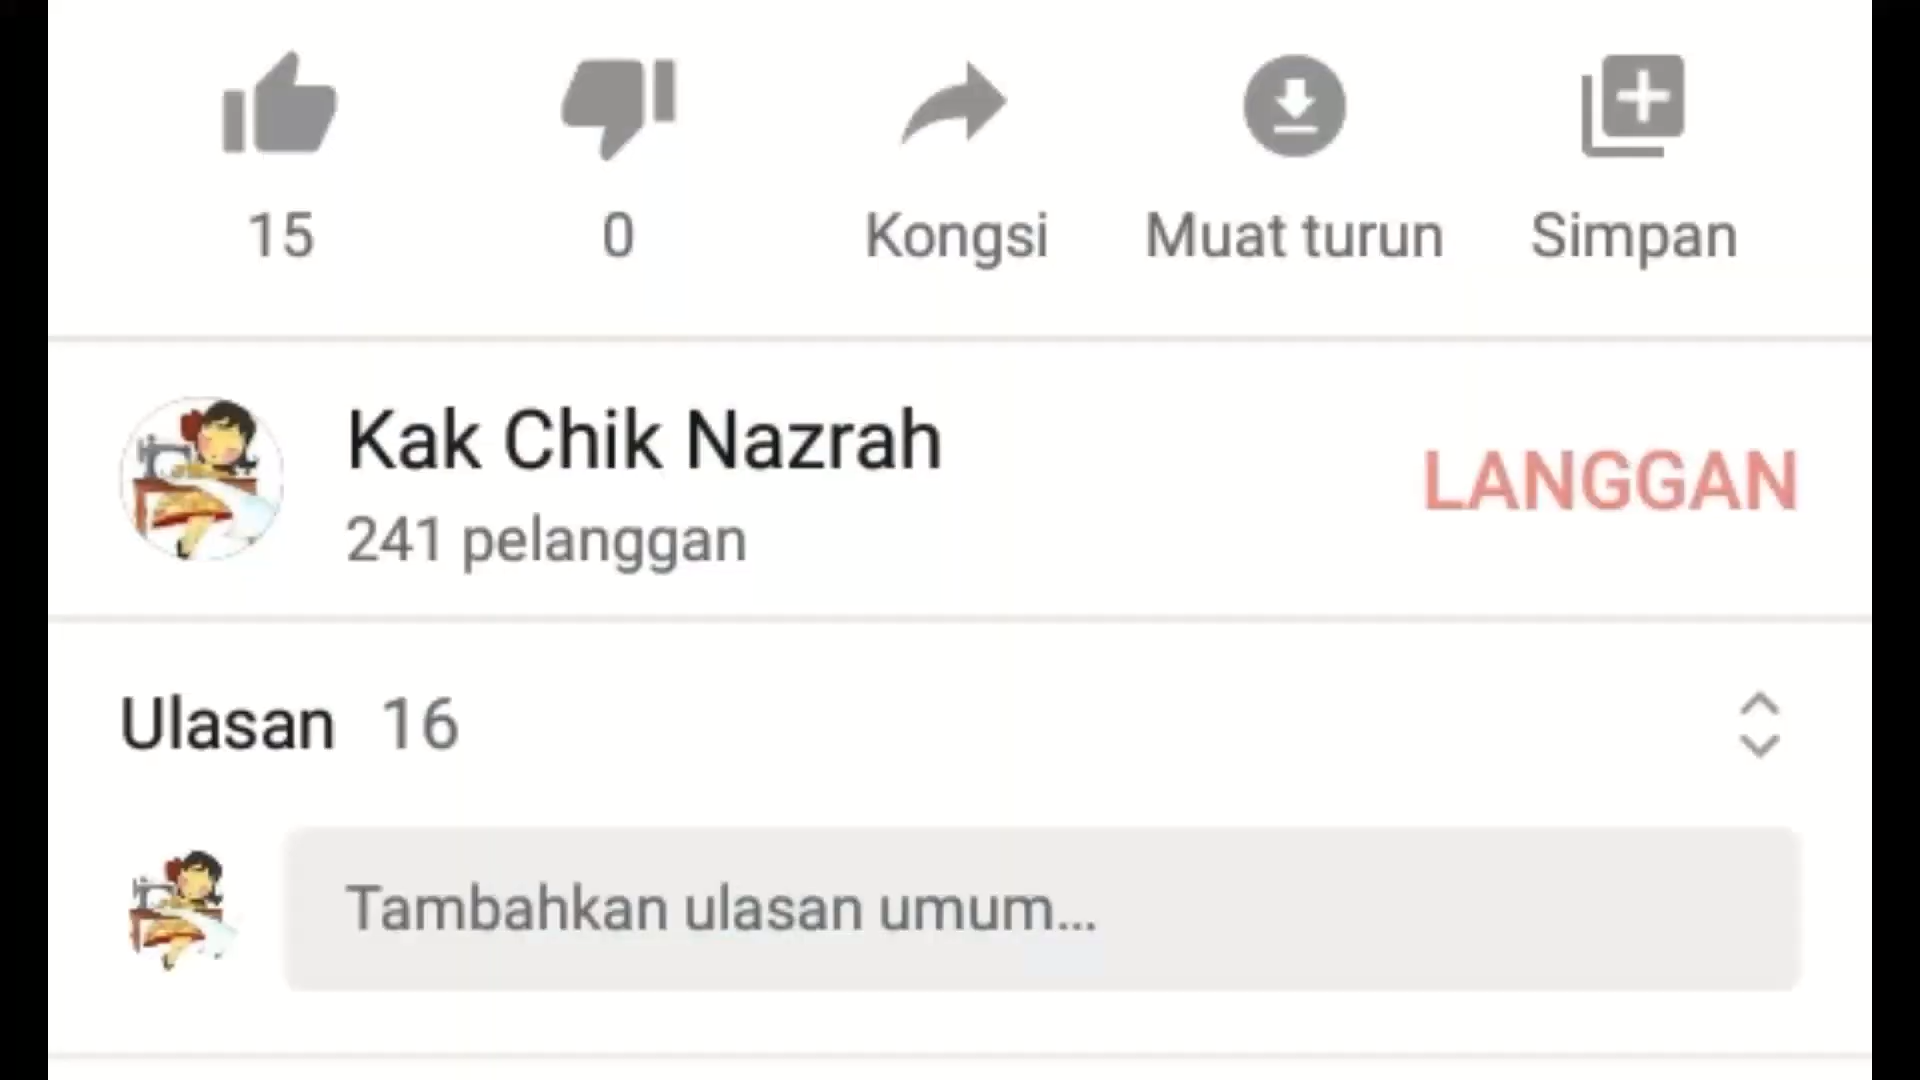 15 0 Kongsi Muat turun Simpan
Kak Chik Nazrah
241 pelanggan
LANGGAN
Ulasan 16
Tambahkan ulasan umum...